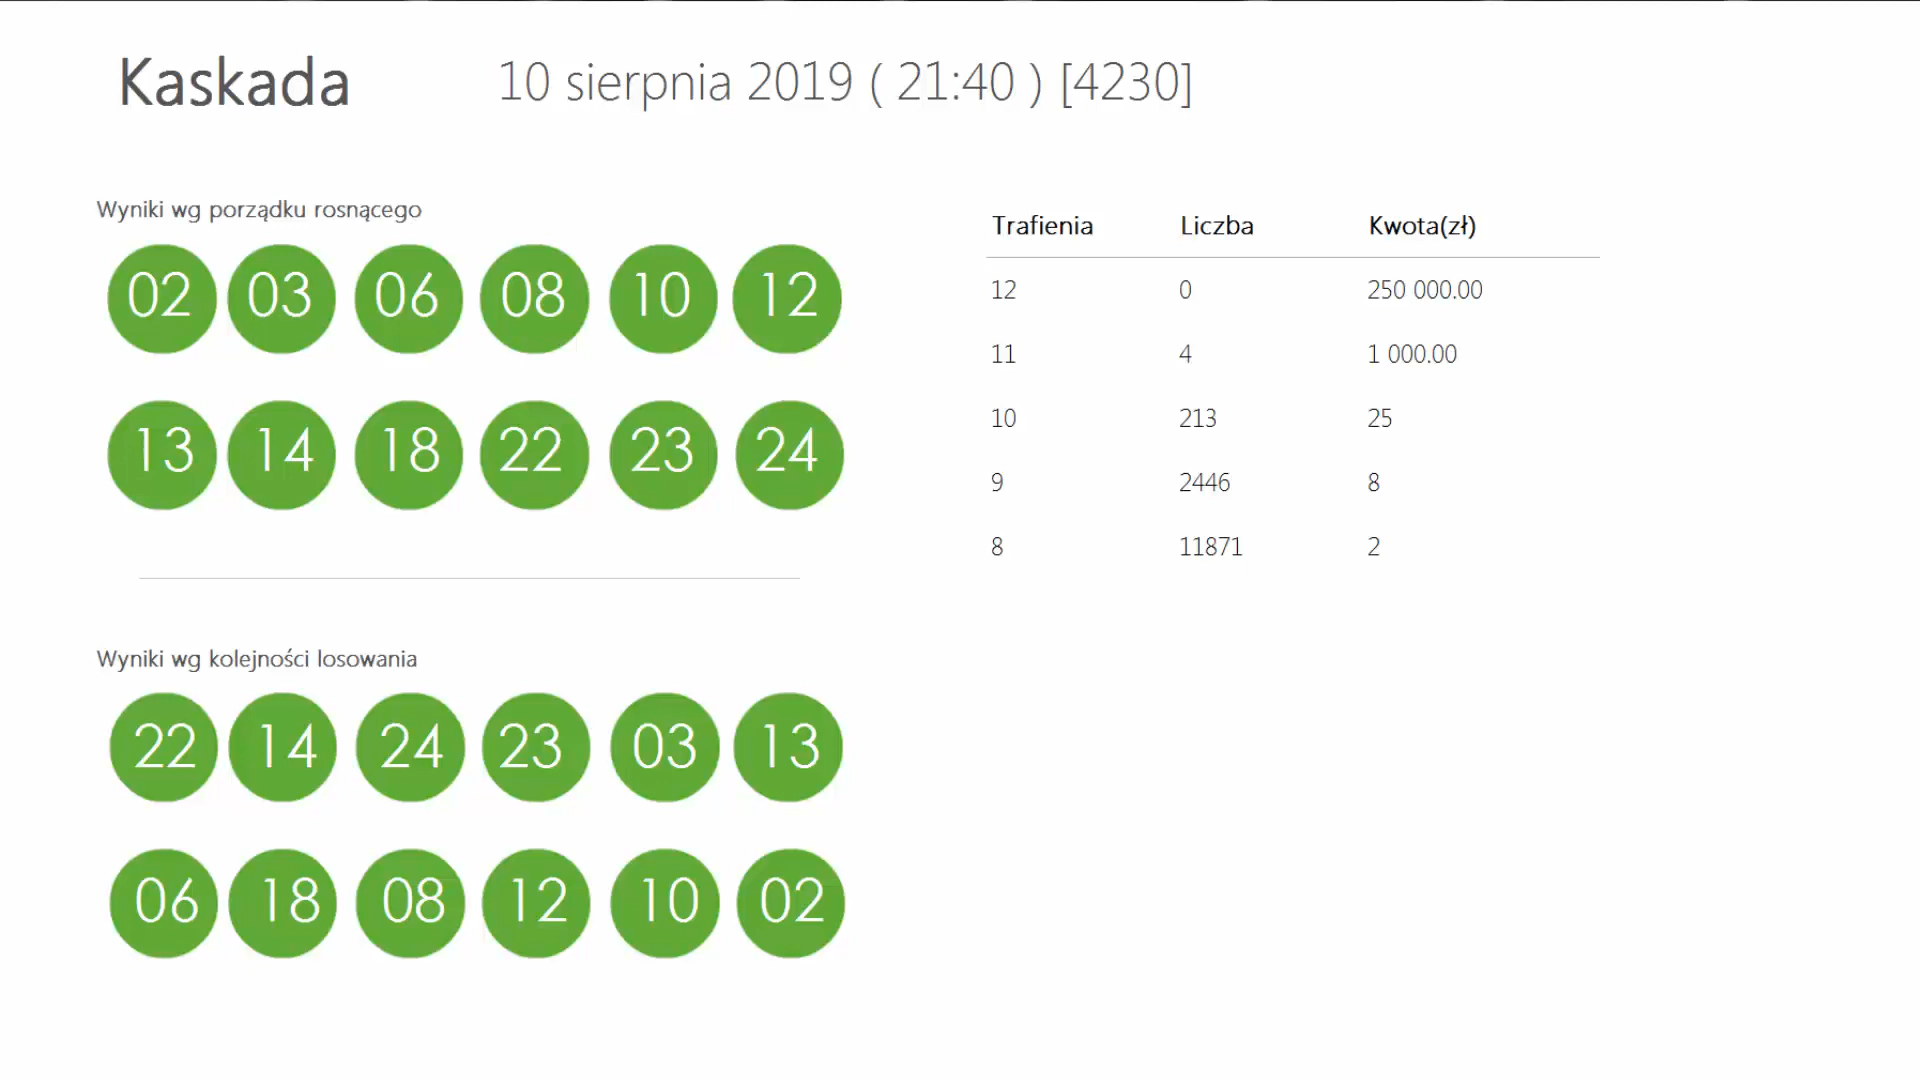 Kaskada 10 sierpnia 2019 ( 21:40 ) [4230]
Wyniki wg porządku rosnącego
02 03 06 08 10 12
13 14 18 22 23 24
Wyniki wg kolejności losowania
22 14 24 23 03 13
06 18 08 12 10 02
Trafienia Liczba Kwota(zł)
12 0 250 000.00
11 4 1 000.00
10 213 25
9 2446 8
8 11871 2